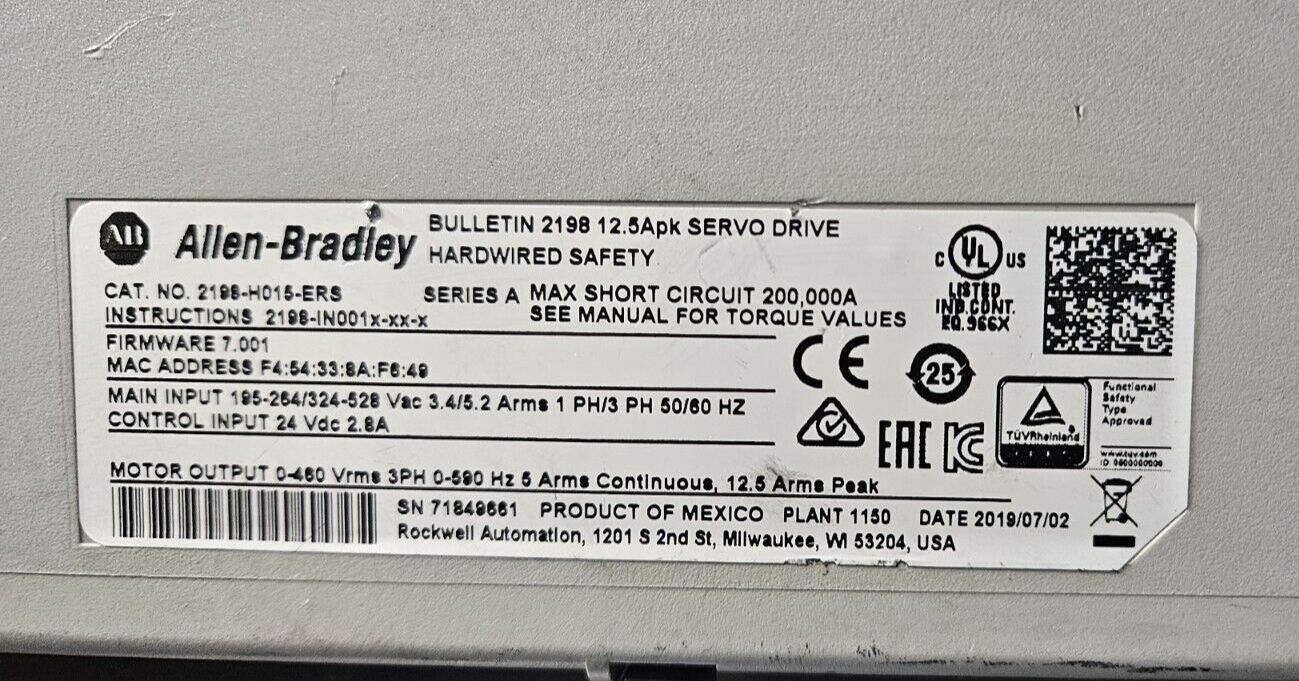 Allen-Bradley
BULLETIN 2198 12.5Apk SERVO DRIVE
HARDWIRED SAFETY
CAT. NO. 2198-H015-ERS SERIES A MAX SHORT CIRCUIT 200,000A
INSTRUCTIONS 2198-IN001x-xx-x SEE MANUAL FOR TORQUE VALUES
FIRMWARE 7.001
MAC ADDRESS F4:54:33:8A:F6:49
MAIN INPUT 195-264/324-528 Vac 3.4/5.2 Arms 1 PH/3 PH 50/60 HZ
CONTROL INPUT 24 Vdc 2.8A
MOTOR OUTPUT 0-460 Vrms 3PH 0-590 Hz 5 Arms Continuous, 12.5 Arms Peak
SN 71849661 PRODUCT OF MEXICO PLANT 1150 DATE 2019/07/02
Rockwell Automation, 1201 S 2nd St, Milwaukee, WI 53204, USA
C UL US
LISTED
IND.CONT.
EQ.966X
CE
25
EAC
TÜVRheinland
Functional
Safety
Type
Approved
www.tuv.com